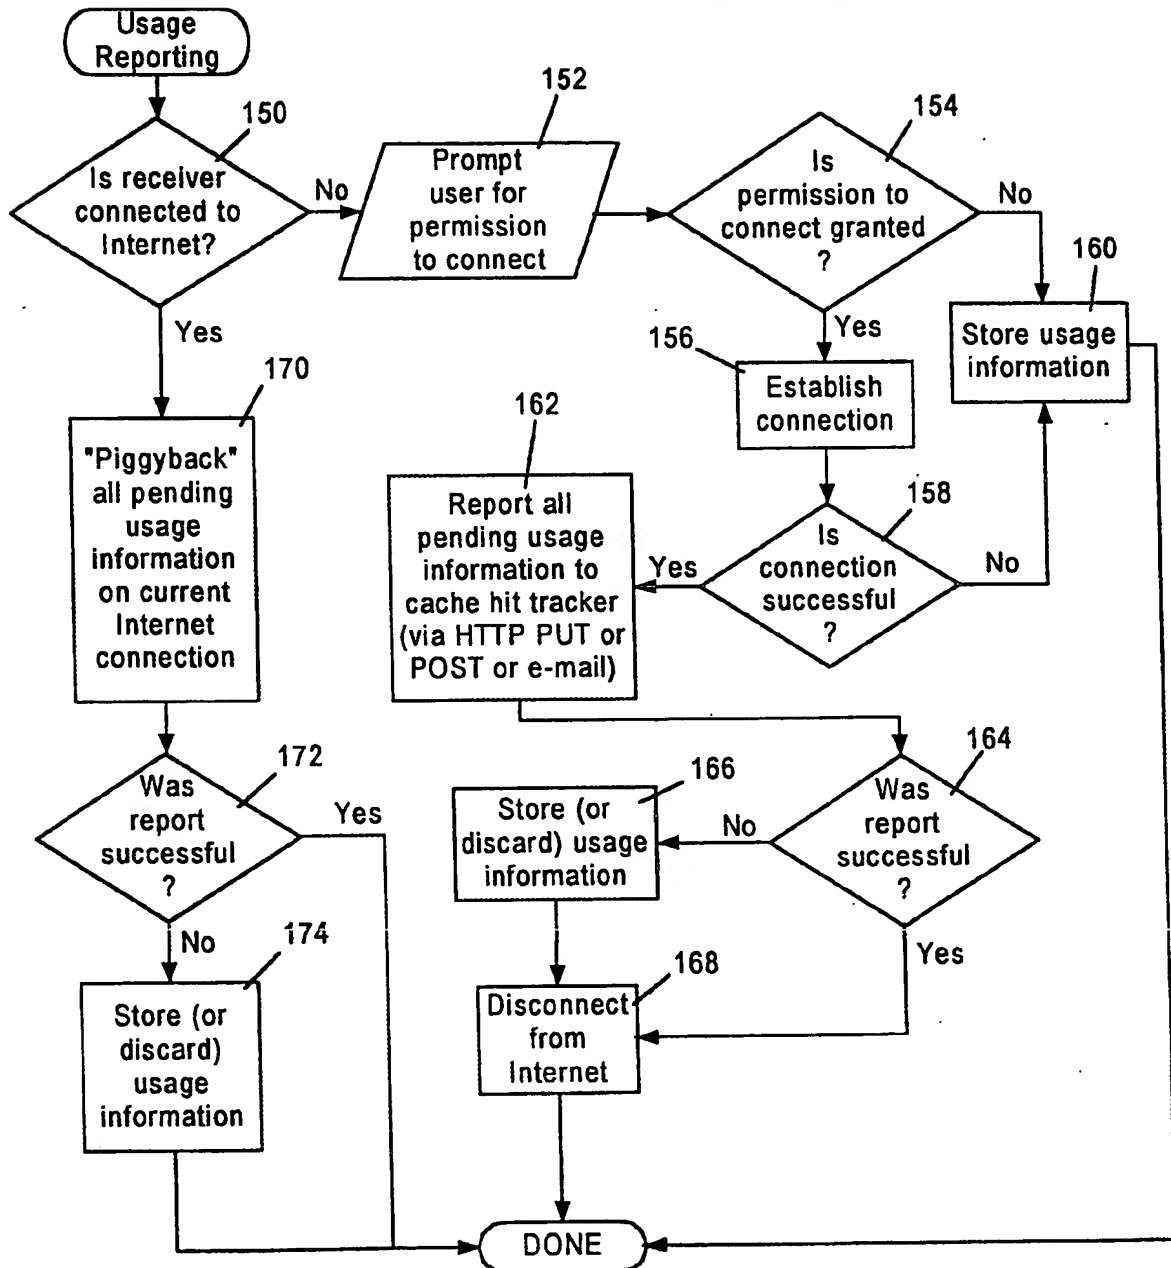 Usage
Reporting
150
Is receiver
connected to
Internet?
No
Yes
152
Prompt
user for
permission
to connect
154
Is
permission to
connect granted
?
No
Yes
160
Store usage
information
156
Establish
connection
158
Is
connection
successful
?
Yes
No
162
Report all
pending usage
information to
cache hit tracker
(via HTTP PUT or
POST or e-mail)
170
"Piggyback"
all pending
usage
information
on current
Internet
connection
172
Was
report
successful
?
Yes
No
174
Store (or
discard)
usage
information
164
Was
report
successful
?
No
Yes
166
Store (or
discard) usage
information
168
Disconnect
from
Internet
DONE